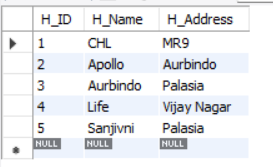 H_ID H_Name H_Address
1 CHL MR9
2 Apollo Aurbindo
3 Aurbindo Palasia
4 Life Vijay Nagar
5 Sanjivni Palasia
NULL NULL NULL